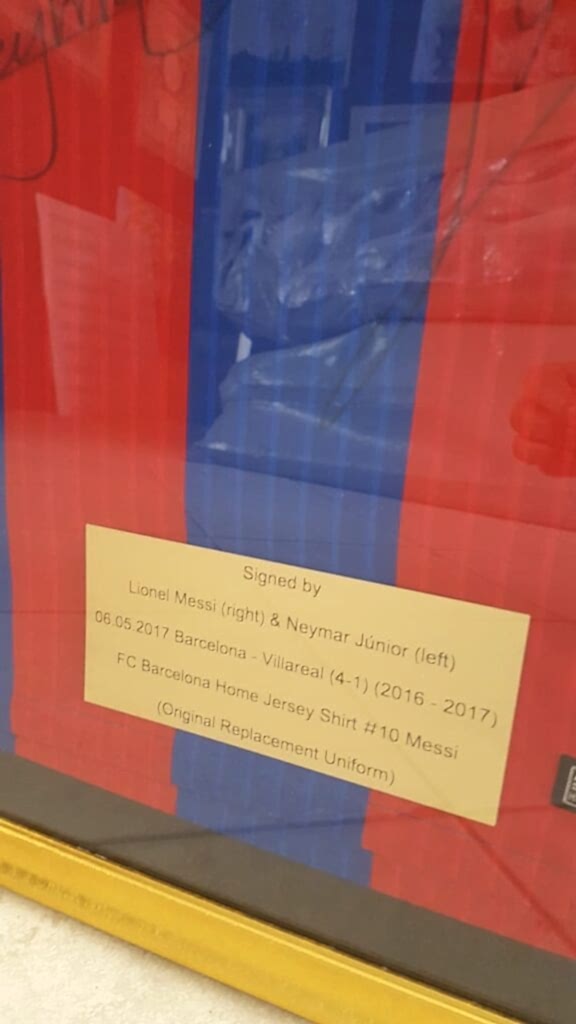 Signed by
Lionel Messi (right) & Neymar Júnior (left)
06.05.2017 Barcelona - Villareal (4-1) (2016 - 2017)
FC Barcelona Home Jersey Shirt #10 Messi
(Original Replacement Uniform)